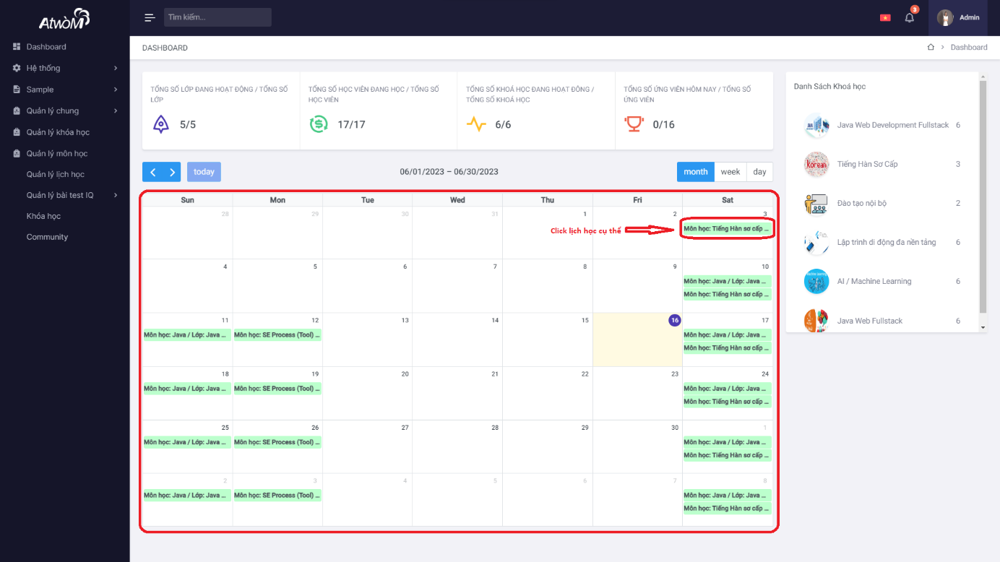 ATWOM
Tìm kiếm...
3
Admin
Dashboard
Hệ thống
Sample
Quản lý chung
Quản lý khóa học
Quản lý môn học
Quản lý lịch học
Quản lý bài test IQ
Khóa học
Community
DASHBOARD
Dashboard
TỔNG SỐ LỚP ĐANG HOẠT ĐỘNG / TỔNG SỐ
LỚP
5/5
TỔNG SỐ HỌC VIÊN ĐANG HỌC / TỔNG SỐ
HỌC VIÊN
17/17
TỔNG SỐ KHOÁ HỌC ĐANG HOẠT ĐỘNG /
TỔNG SỐ KHOÁ HỌC
6/6
TỔNG SỐ ỨNG VIÊN HÔM NAY / TỔNG SỐ
ỨNG VIÊN
0/16
today
06/01/2023 – 06/30/2023
month week day
Sun Mon Tue Wed Thu Fri Sat
28 29 30 31 1 2 3
Click lịch học cụ thể
Môn học: Tiếng Hàn sơ cấp ...
4 5 6 7 8 9 10
Môn học: Java / Lớp: Java ...
Môn học: Tiếng Hàn sơ cấp ...
11 12 13 14 15 16 17
Môn học: Java / Lớp: Java ... Môn học: SE Process (Tool) ... Môn học: Java / Lớp: Java ...
Môn học: Tiếng Hàn sơ cấp ...
18 19 20 21 22 23 24
Môn học: Java / Lớp: Java ... Môn học: SE Process (Tool) ... Môn học: Java / Lớp: Java ...
Môn học: Tiếng Hàn sơ cấp ...
25 26 27 28 29 30 1
Môn học: Java / Lớp: Java ... Môn học: SE Process (Tool) ... Môn học: Java / Lớp: Java ...
Môn học: Tiếng Hàn sơ cấp ...
2 3 4 5 6 7 8
Môn học: Java / Lớp: Java ... Môn học: SE Process (Tool) ... Môn học: Java / Lớp: Java ...
Môn học: Tiếng Hàn sơ cấp ...
Danh Sách Khoá học
Java Web Development Fullstack 6
Korean
Tiếng Hàn Sơ Cấp 3
Đào tạo nội bộ 2
Lập trình di động đa nền tảng 6
AI / Machine Learning 6
Java Web Fullstack 6